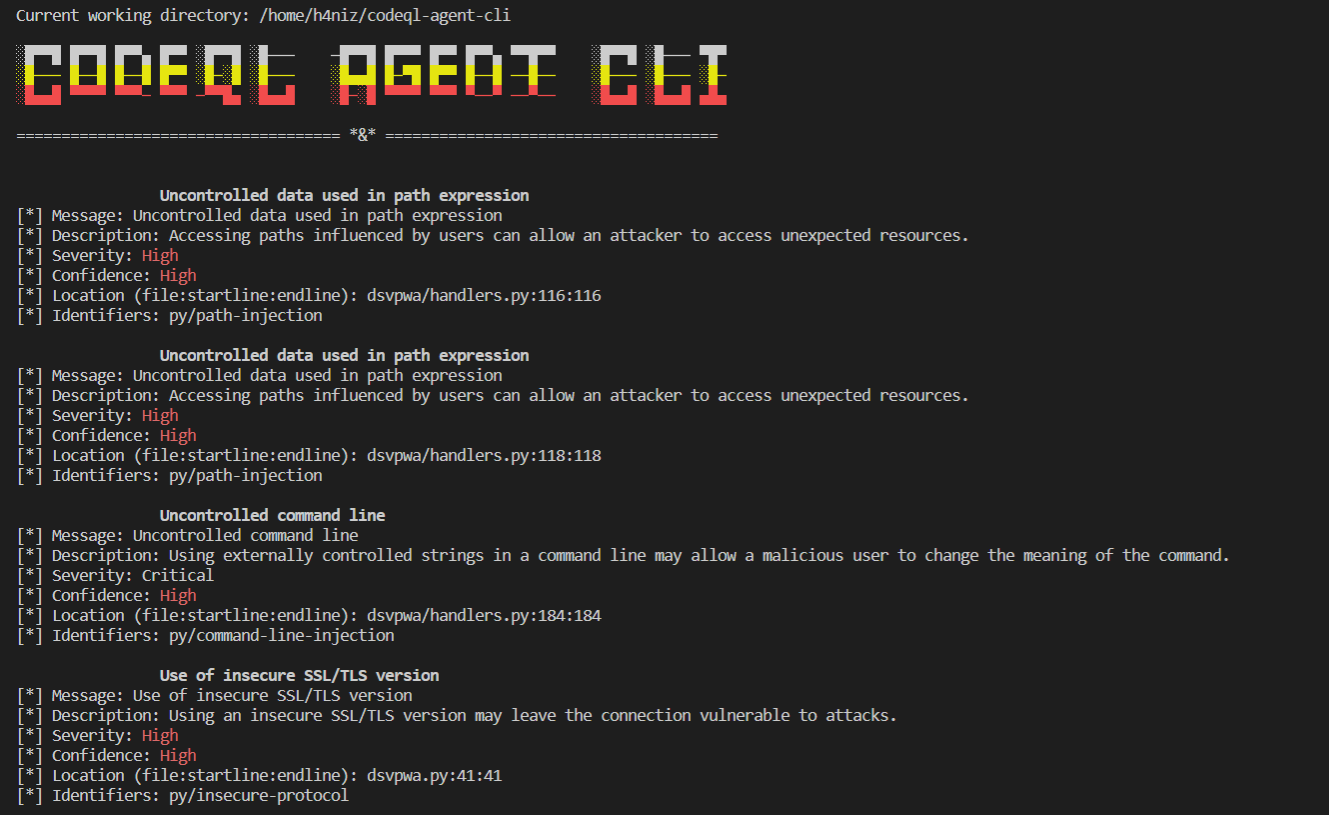 Current working directory: /home/h4niz/codeql-agent-cli
CODEQL AGENT CLI
==================================== *&* =====================================
Uncontrolled data used in path expression
[*] Message: Uncontrolled data used in path expression
[*] Description: Accessing paths influenced by users can allow an attacker to access unexpected resources.
[*] Severity: High
[*] Confidence: High
[*] Location (file:startline:endline): dsvpwa/handlers.py:116:116
[*] Identifiers: py/path-injection
Uncontrolled data used in path expression
[*] Message: Uncontrolled data used in path expression
[*] Description: Accessing paths influenced by users can allow an attacker to access unexpected resources.
[*] Severity: High
[*] Confidence: High
[*] Location (file:startline:endline): dsvpwa/handlers.py:118:118
[*] Identifiers: py/path-injection
Uncontrolled command line
[*] Message: Uncontrolled command line
[*] Description: Using externally controlled strings in a command line may allow a malicious user to change the meaning of the command.
[*] Severity: Critical
[*] Confidence: High
[*] Location (file:startline:endline): dsvpwa/handlers.py:184:184
[*] Identifiers: py/command-line-injection
Use of insecure SSL/TLS version
[*] Message: Use of insecure SSL/TLS version
[*] Description: Using an insecure SSL/TLS version may leave the connection vulnerable to attacks.
[*] Severity: High
[*] Confidence: High
[*] Location (file:startline:endline): dsvpwa.py:41:41
[*] Identifiers: py/insecure-protocol